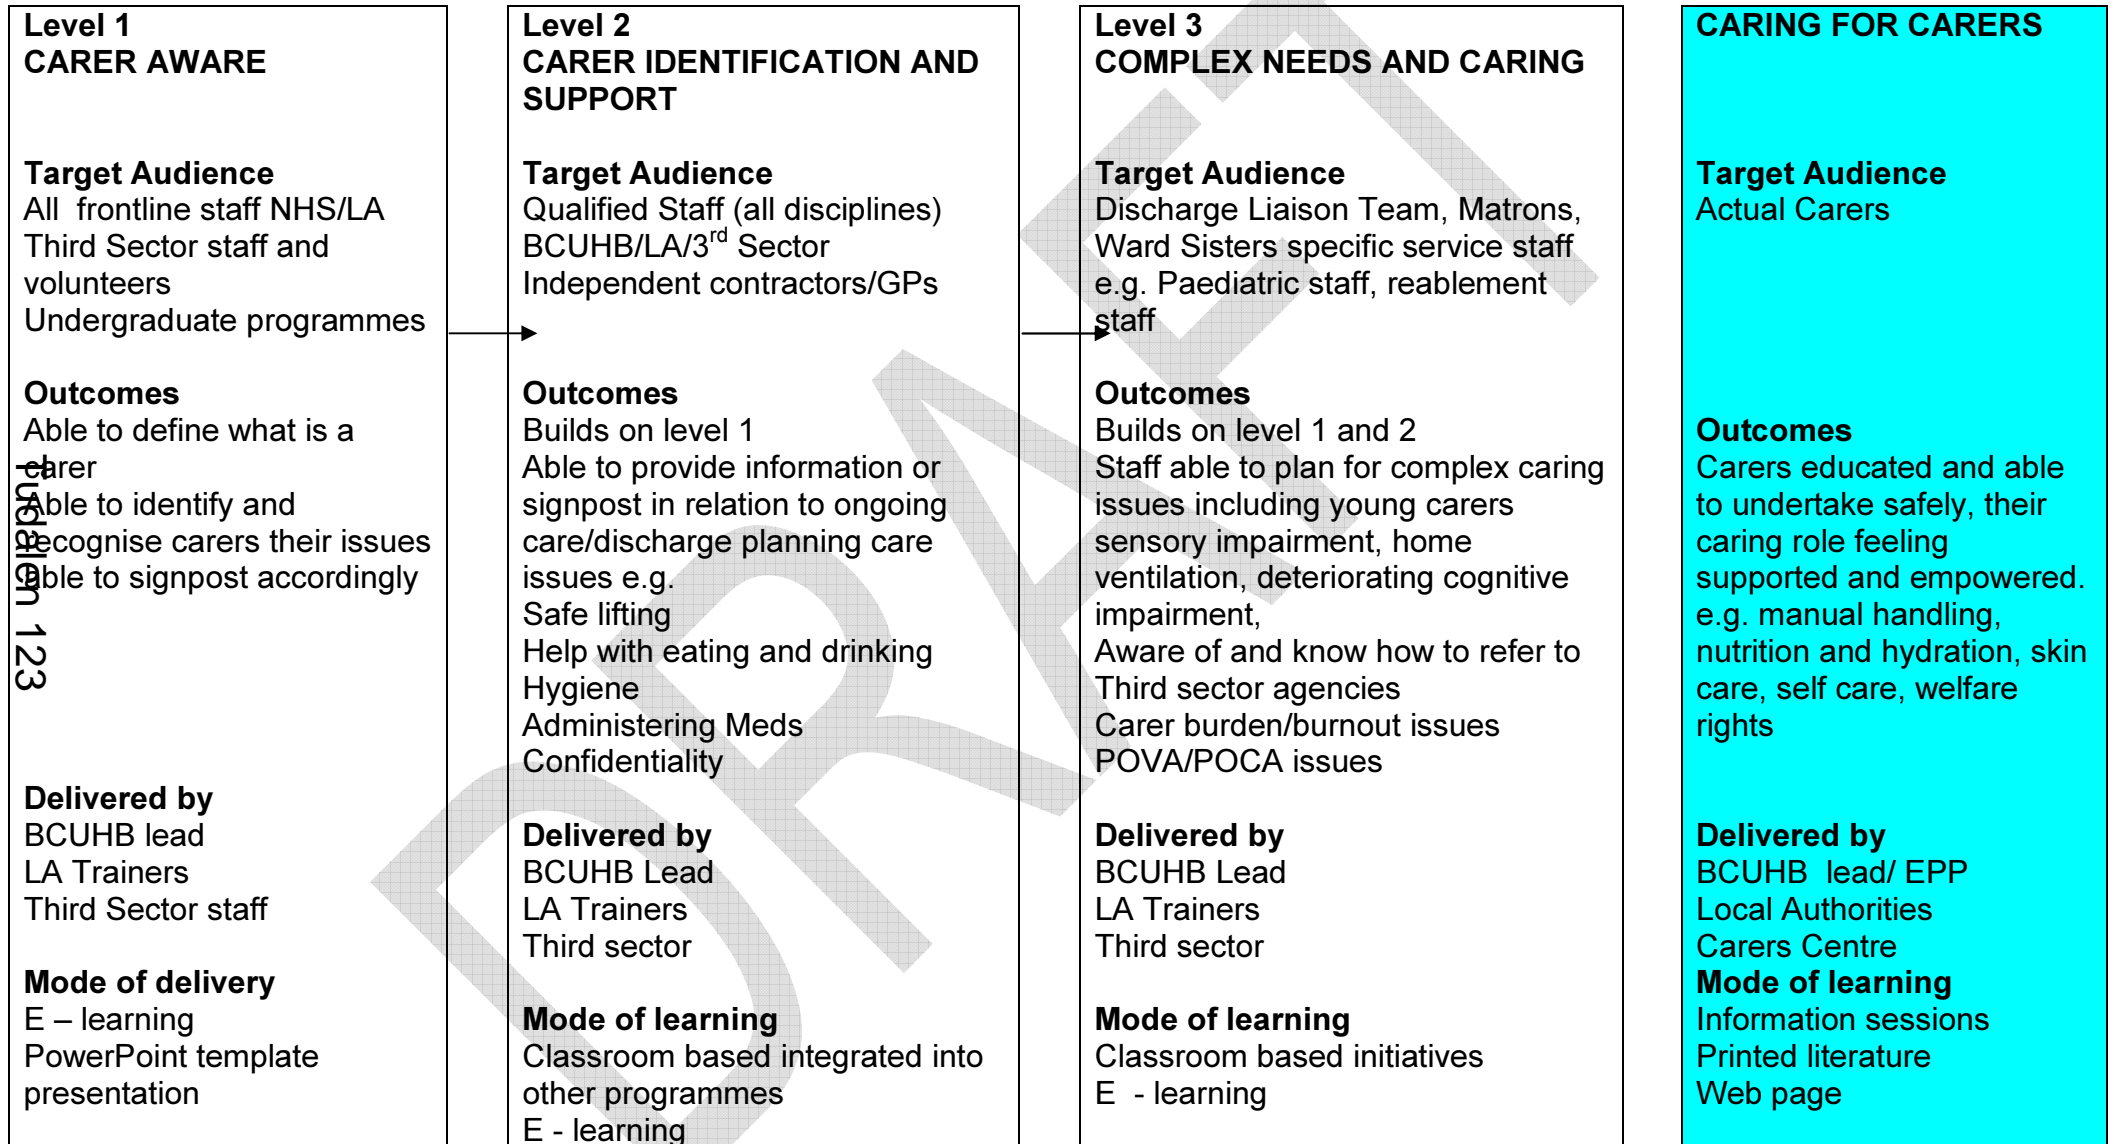 Level 1
CARER AWARE
Target Audience
All frontline staff NHS/LA
Third Sector staff and
volunteers
Undergraduate programmes
Outcomes
Able to define what is a
carer
Able to identify and
recognise carers their issues
able to signpost accordingly
Delivered by
BCUHB lead
LA Trainers
Third Sector staff
Mode of delivery
E – learning
PowerPoint template
presentation
Level 2
CARER IDENTIFICATION AND
SUPPORT
Target Audience
Qualified Staff (all disciplines)
BCUHB/LA/3rd Sector
Independent contractors/GPs
Outcomes
Builds on level 1
Able to provide information or
signpost in relation to ongoing
care/discharge planning care
issues e.g.
Safe lifting
Help with eating and drinking
Hygiene
Administering Meds
Confidentiality
Delivered by
BCUHB Lead
LA Trainers
Third sector
Mode of learning
Classroom based integrated into
other programmes
E - learning
Level 3
COMPLEX NEEDS AND CARING
Target Audience
Discharge Liaison Team, Matrons,
Ward Sisters specific service staff
e.g. Paediatric staff, reablement
staff
Outcomes
Builds on level 1 and 2
Staff able to plan for complex caring
issues including young carers
sensory impairment, home
ventilation, deteriorating cognitive
impairment,
Aware of and know how to refer to
Third sector agencies
Carer burden/burnout issues
POVA/POCA issues
Delivered by
BCUHB Lead
LA Trainers
Third sector
Mode of learning
Classroom based initiatives
E - learning
CARING FOR CARERS
Target Audience
Actual Carers
Outcomes
Carers educated and able
to undertake safely, their
caring role feeling
supported and empowered.
e.g. manual handling,
nutrition and hydration, skin
care, self care, welfare
rights
Delivered by
BCUHB lead/ EPP
Local Authorities
Carers Centre
Mode of learning
Information sessions
Printed literature
Web page
Tudalen 123
DRAFT